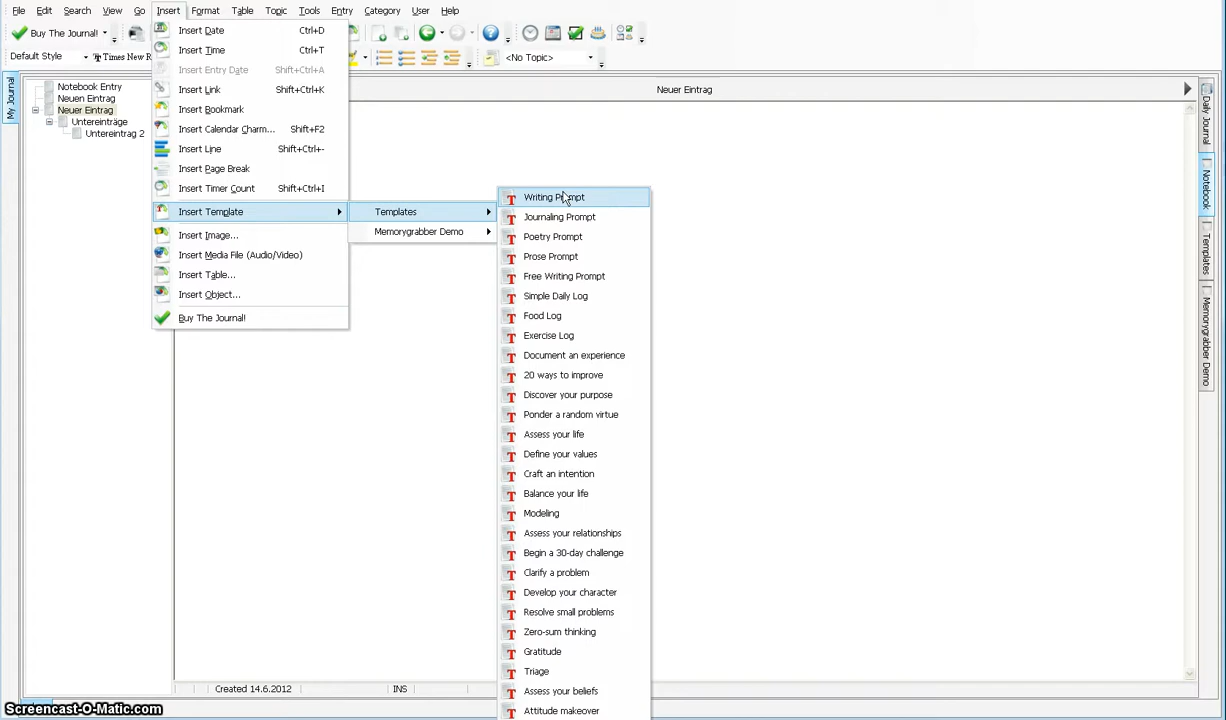 File Edit Search View Go Insert Format Table Topic Tools Entry Category User Help
Buy The Journal!
Default Style Times New R <No Topic>
My Journal
Notebook Entry
Neuen Eintrag
Neuer Eintrag
Untereinträge
Untereintrag 2
Insert Date Ctrl+D
Insert Time Ctrl+T
Insert Entry Date Shift+Ctrl+A
Insert Link Shift+Ctrl+K
Insert Bookmark
Insert Calendar Charm... Shift+F2
Insert Line Shift+Ctrl+-
Insert Page Break
Insert Timer Count Shift+Ctrl+I
Insert Template
Insert Image...
Insert Media File (Audio/Video)
Insert Table...
Insert Object...
Buy The Journal!
Templates
Memorygrabber Demo
Writing Prompt
Journaling Prompt
Poetry Prompt
Prose Prompt
Free Writing Prompt
Simple Daily Log
Food Log
Exercise Log
Document an experience
20 ways to improve
Discover your purpose
Ponder a random virtue
Assess your life
Define your values
Craft an intention
Balance your life
Modeling
Assess your relationships
Begin a 30-day challenge
Clarify a problem
Develop your character
Resolve small problems
Zero-sum thinking
Gratitude
Triage
Assess your beliefs
Attitude makeover
Neuer Eintrag
Daily Journal
Notebook
Templates
Memorygrabber Demo
Created 14.6.2012 INS
Screencast-O-Matic.com